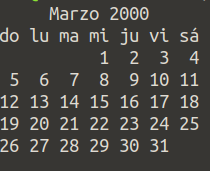 Marzo 2000
do lu ma mi ju vi sá
1 2 3 4
5 6 7 8 9 10 11
12 13 14 15 16 17 18
19 20 21 22 23 24 25
26 27 28 29 30 31